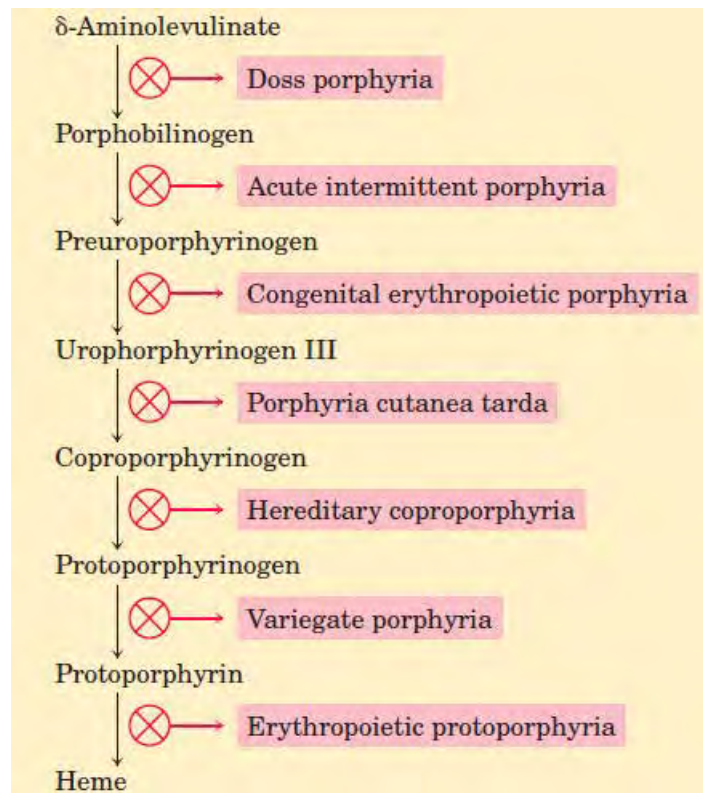 δ-Aminolevulinate
Doss porphyria
Porphobilinogen
Acute intermittent porphyria
Preuroporphyrinogen
Congenital erythropoietic porphyria
Urophorphyrinogen III
Porphyria cutanea tarda
Coproporphyrinogen
Hereditary coproporphyria
Protoporphyrinogen
Variegate porphyria
Protoporphyrin
Erythropoietic protoporphyria
Heme